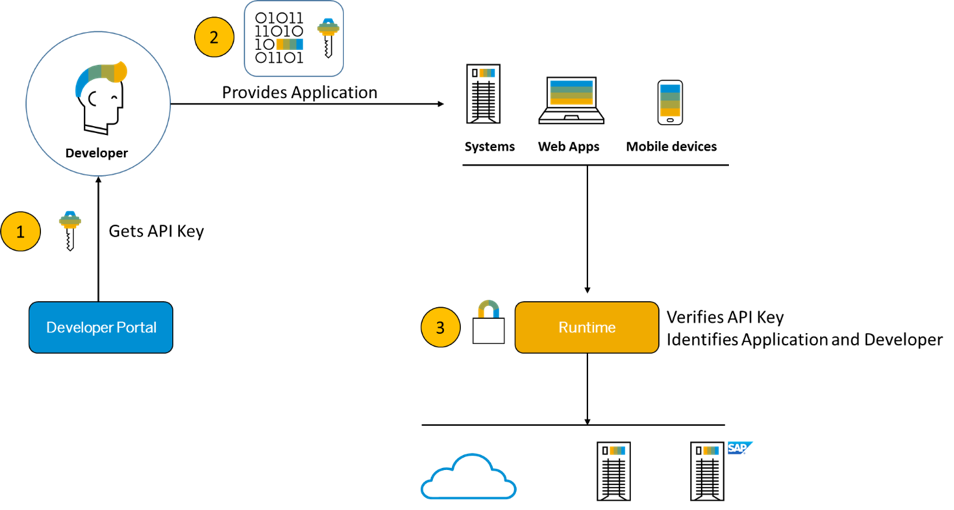 2
01011
11010
10
01101
Provides Application
Developer
Systems
Web Apps
Mobile devices
1
Gets API Key
Developer Portal
3
Runtime
Verifies API Key
Identifies Application and Developer
SAP